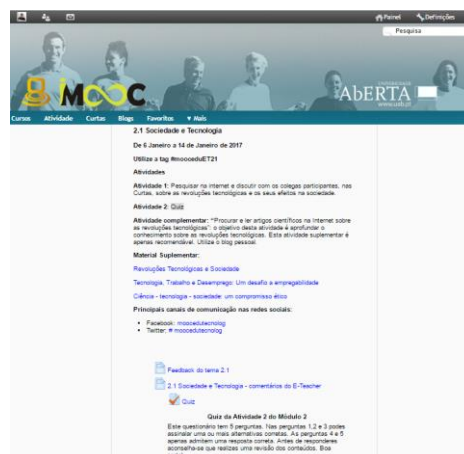 Painel Definições
Pesquisa
MOOC
UNIVERSIDADE
AbERTA
www.uab.pt
Cursos Atividade Curtas Blogs Favoritos ▼ Mais
2.1 Sociedade e Tecnologia
De 6 Janeiro a 14 de Janeiro de 2017
Utilize a tag #mooceduET21
Atividades
Atividade 1: Pesquisar na internet e discutir com os colegas participantes, nas
Curtas, sobre as revoluções tecnológicas e os seus efeitos na sociedade.
Atividade 2: Quiz
Atividade complementar: "Procurar e ler artigos científicos na Internet sobre
as revoluções tecnológicas": o objetivo desta atividade é aprofundar o
conhecimento sobre as revoluções tecnológicas. Esta atividade suplementar é
apenas recomendável. Utilize o blog pessoal.
Material Suplementar:
Revoluções Tecnológicas e Sociedade
Tecnologia, Trabalho e Desemprego: Um desafio a empregabilidade
Ciência - tecnologia - sociedade: um compromisso ético
Principais canais de comunicação nas redes sociais:
• Facebook: moocedutecnolog
• Twitter: # moocedutecnolog
Feedback do tema 2.1
2.1 Sociedade e Tecnologia - comentários do E-Teacher
Quiz
Quiz da Atividade 2 do Módulo 2
Este questionário tem 5 perguntas. Nas perguntas 1,2 e 3 podes
assinalar uma ou mais alternativas corretas. As perguntas 4 e 5
apenas admitem uma resposta correta. Antes de responderes
aconselha-se que realizas uma revisão dos conteúdos. Boa